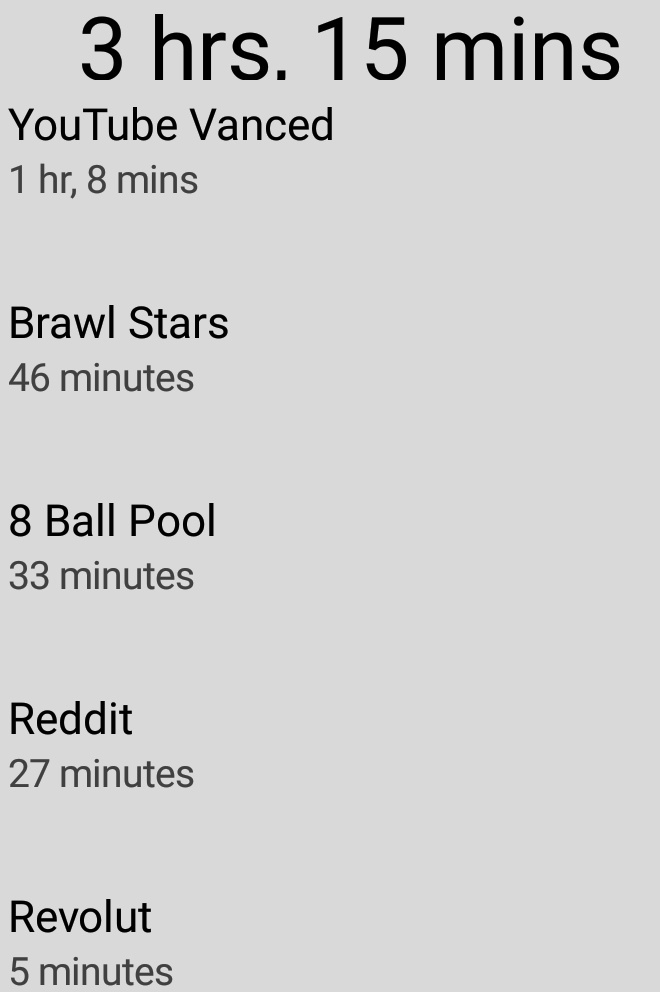 3 hrs. 15 mins
YouTube Vanced
1 hr, 8 mins
Brawl Stars
46 minutes
8 Ball Pool
33 minutes
Reddit
27 minutes
Revolut
5 minutes